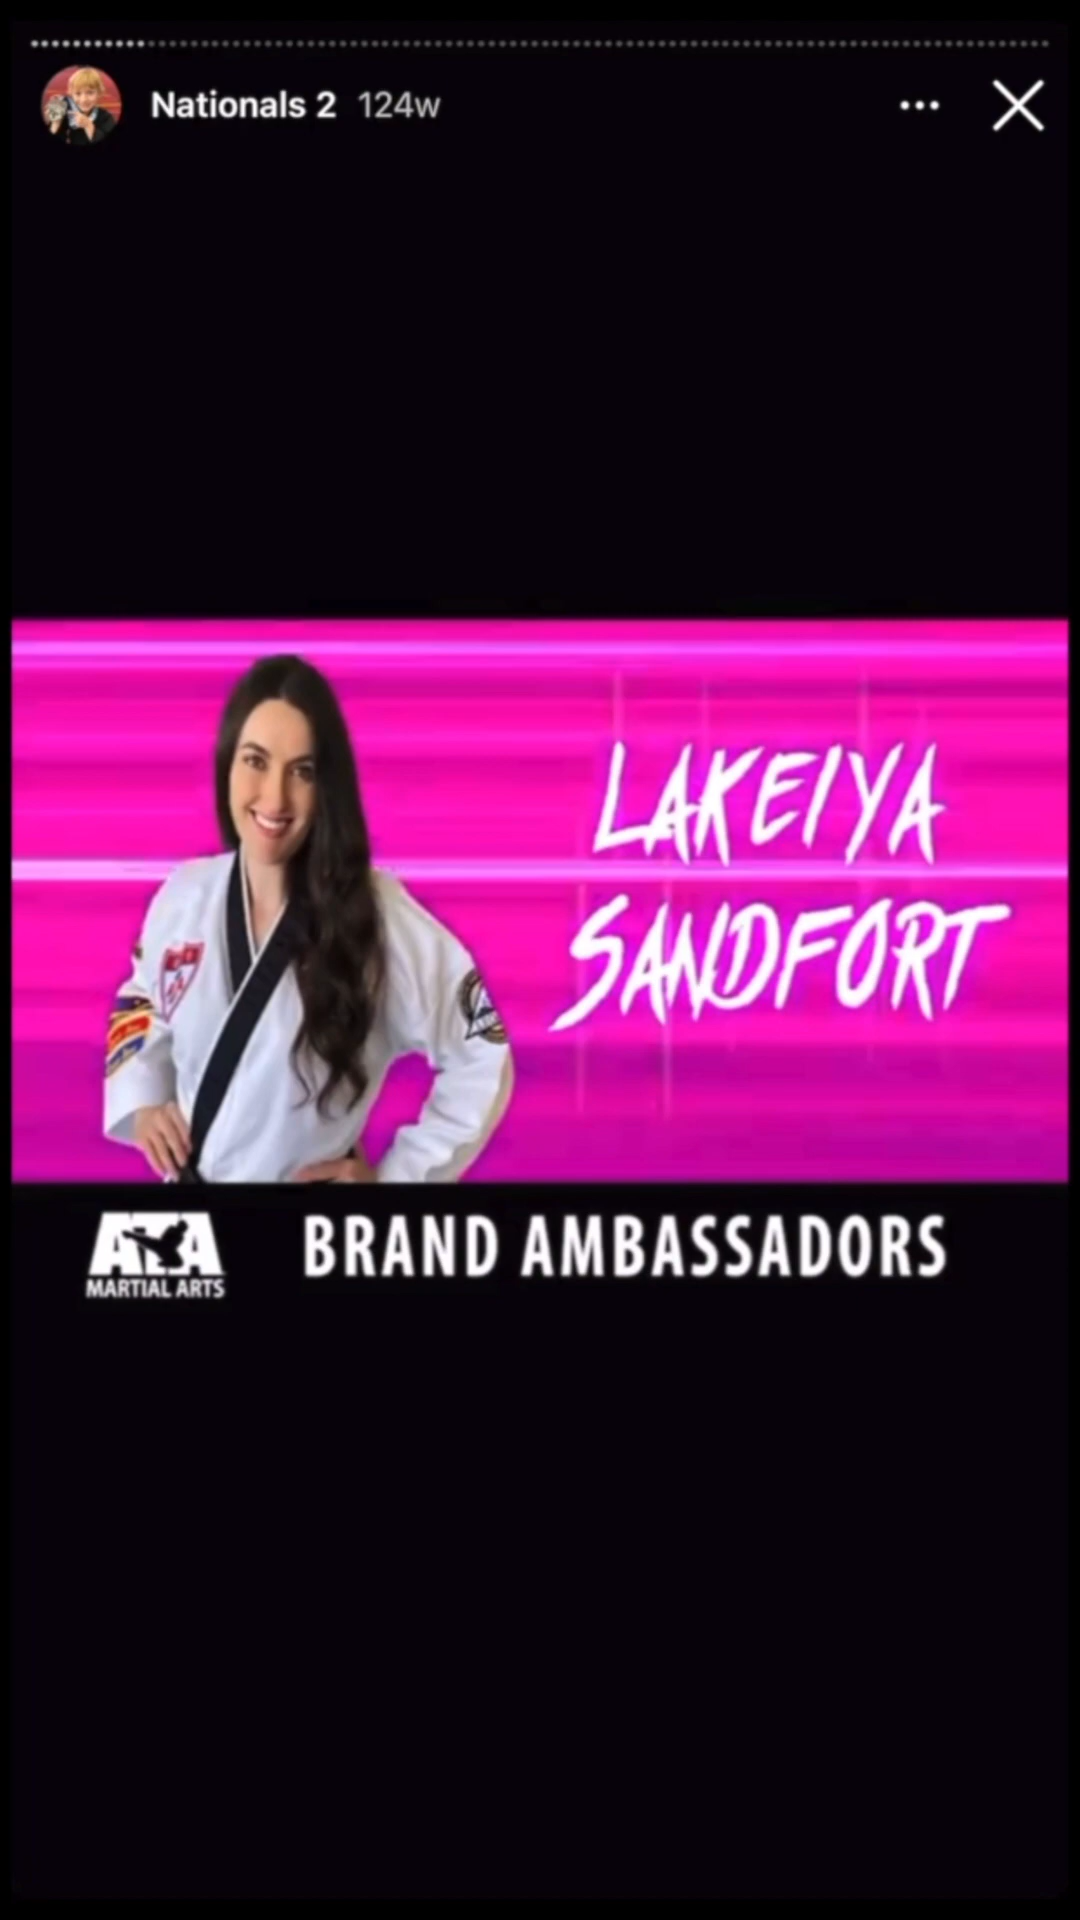 Nationals 2 124w
LAKEIYA
SANDFORT
ATA
MARTIAL ARTS
BRAND AMBASSADORS